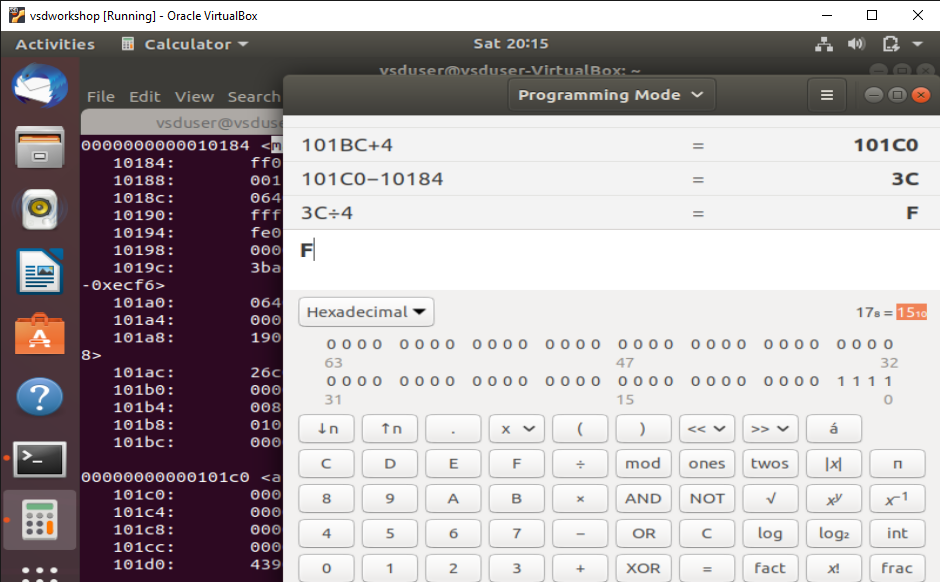 vsdworkshop [Running] - Oracle VirtualBox
Activities Calculator Sat 20:15
vsduser@vsduser-VirtualBox: ~
File Edit View Search
Programming Mode
vsduse
0000000000010184 <m
10184: ff0
10188: 001
1018c: 064
10190: fff
10194: fe0
10198: 000
1019c: 3ba
-0xecf6>
101a0: 064
101a4: 000
101a8: 190
8>
101ac: 26c
101b0: 000
101b4: 008
101b8: 010
101bc: 000
00000000000101c0 <a
101c0: 000
101c4: 000
101c8: 000
101cc: 000
101d0: 439
101BC+4 = 101C0
101C0−10184 = 3C
3C÷4 = F
F
Hexadecimal 17₈ = 15₁₀
0000 0000 0000 0000 0000 0000 0000 0000
63 47 32
0000 0000 0000 0000 0000 0000 0000 1111
31 15 0
↓n ↑n . x ( ) << >> á
C D E F ÷ mod ones twos |x| π
8 9 A B × AND NOT √ xʸ x⁻¹
4 5 6 7 − OR C log log₂ int
0 1 2 3 + XOR = fact x! frac